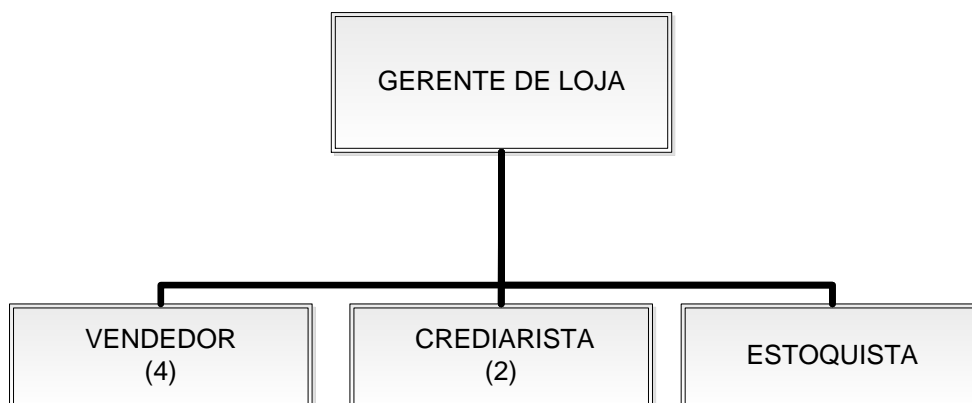 GERENTE DE LOJA
VENDEDOR
(4)
CREDIARISTA
(2)
ESTOQUISTA